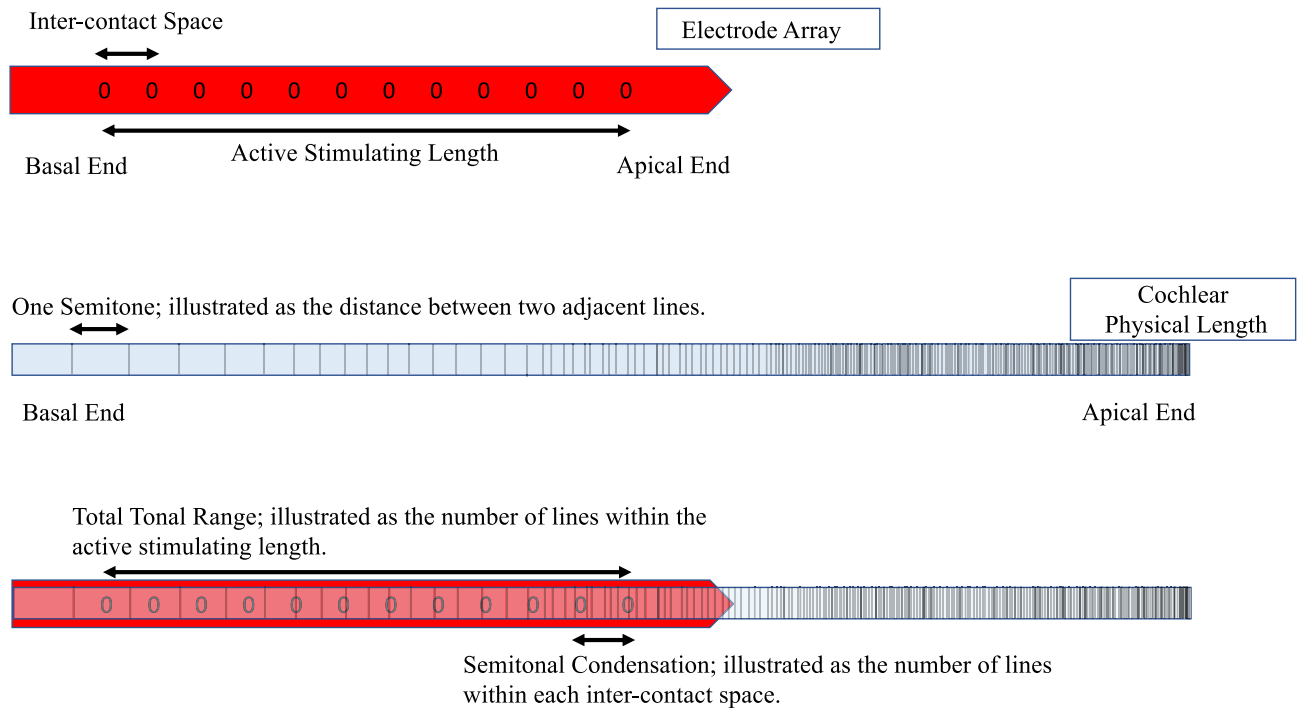 Inter-contact Space
Electrode Array
0 0 0 0 0 0 0 0 0 0 0 0
Active Stimulating Length
Basal End
Apical End
One Semitone; illustrated as the distance between two adjacent lines.
Cochlear
Physical Length
Basal End
Apical End
Total Tonal Range; illustrated as the number of lines within the
active stimulating length.
0 0 0 0 0 0 0 0 0 0 0 0
Semitonal Condensation; illustrated as the number of lines
within each inter-contact space.